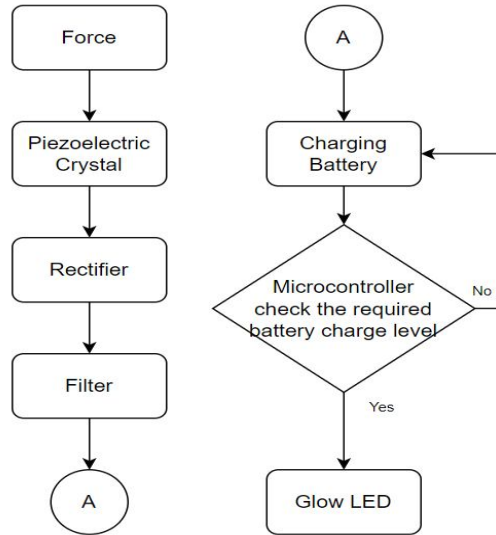 Force
Piezoelectric
Crystal
Rectifier
Filter
A
A
Charging
Battery
Microcontroller
check the required
battery charge level
No
Yes
Glow LED